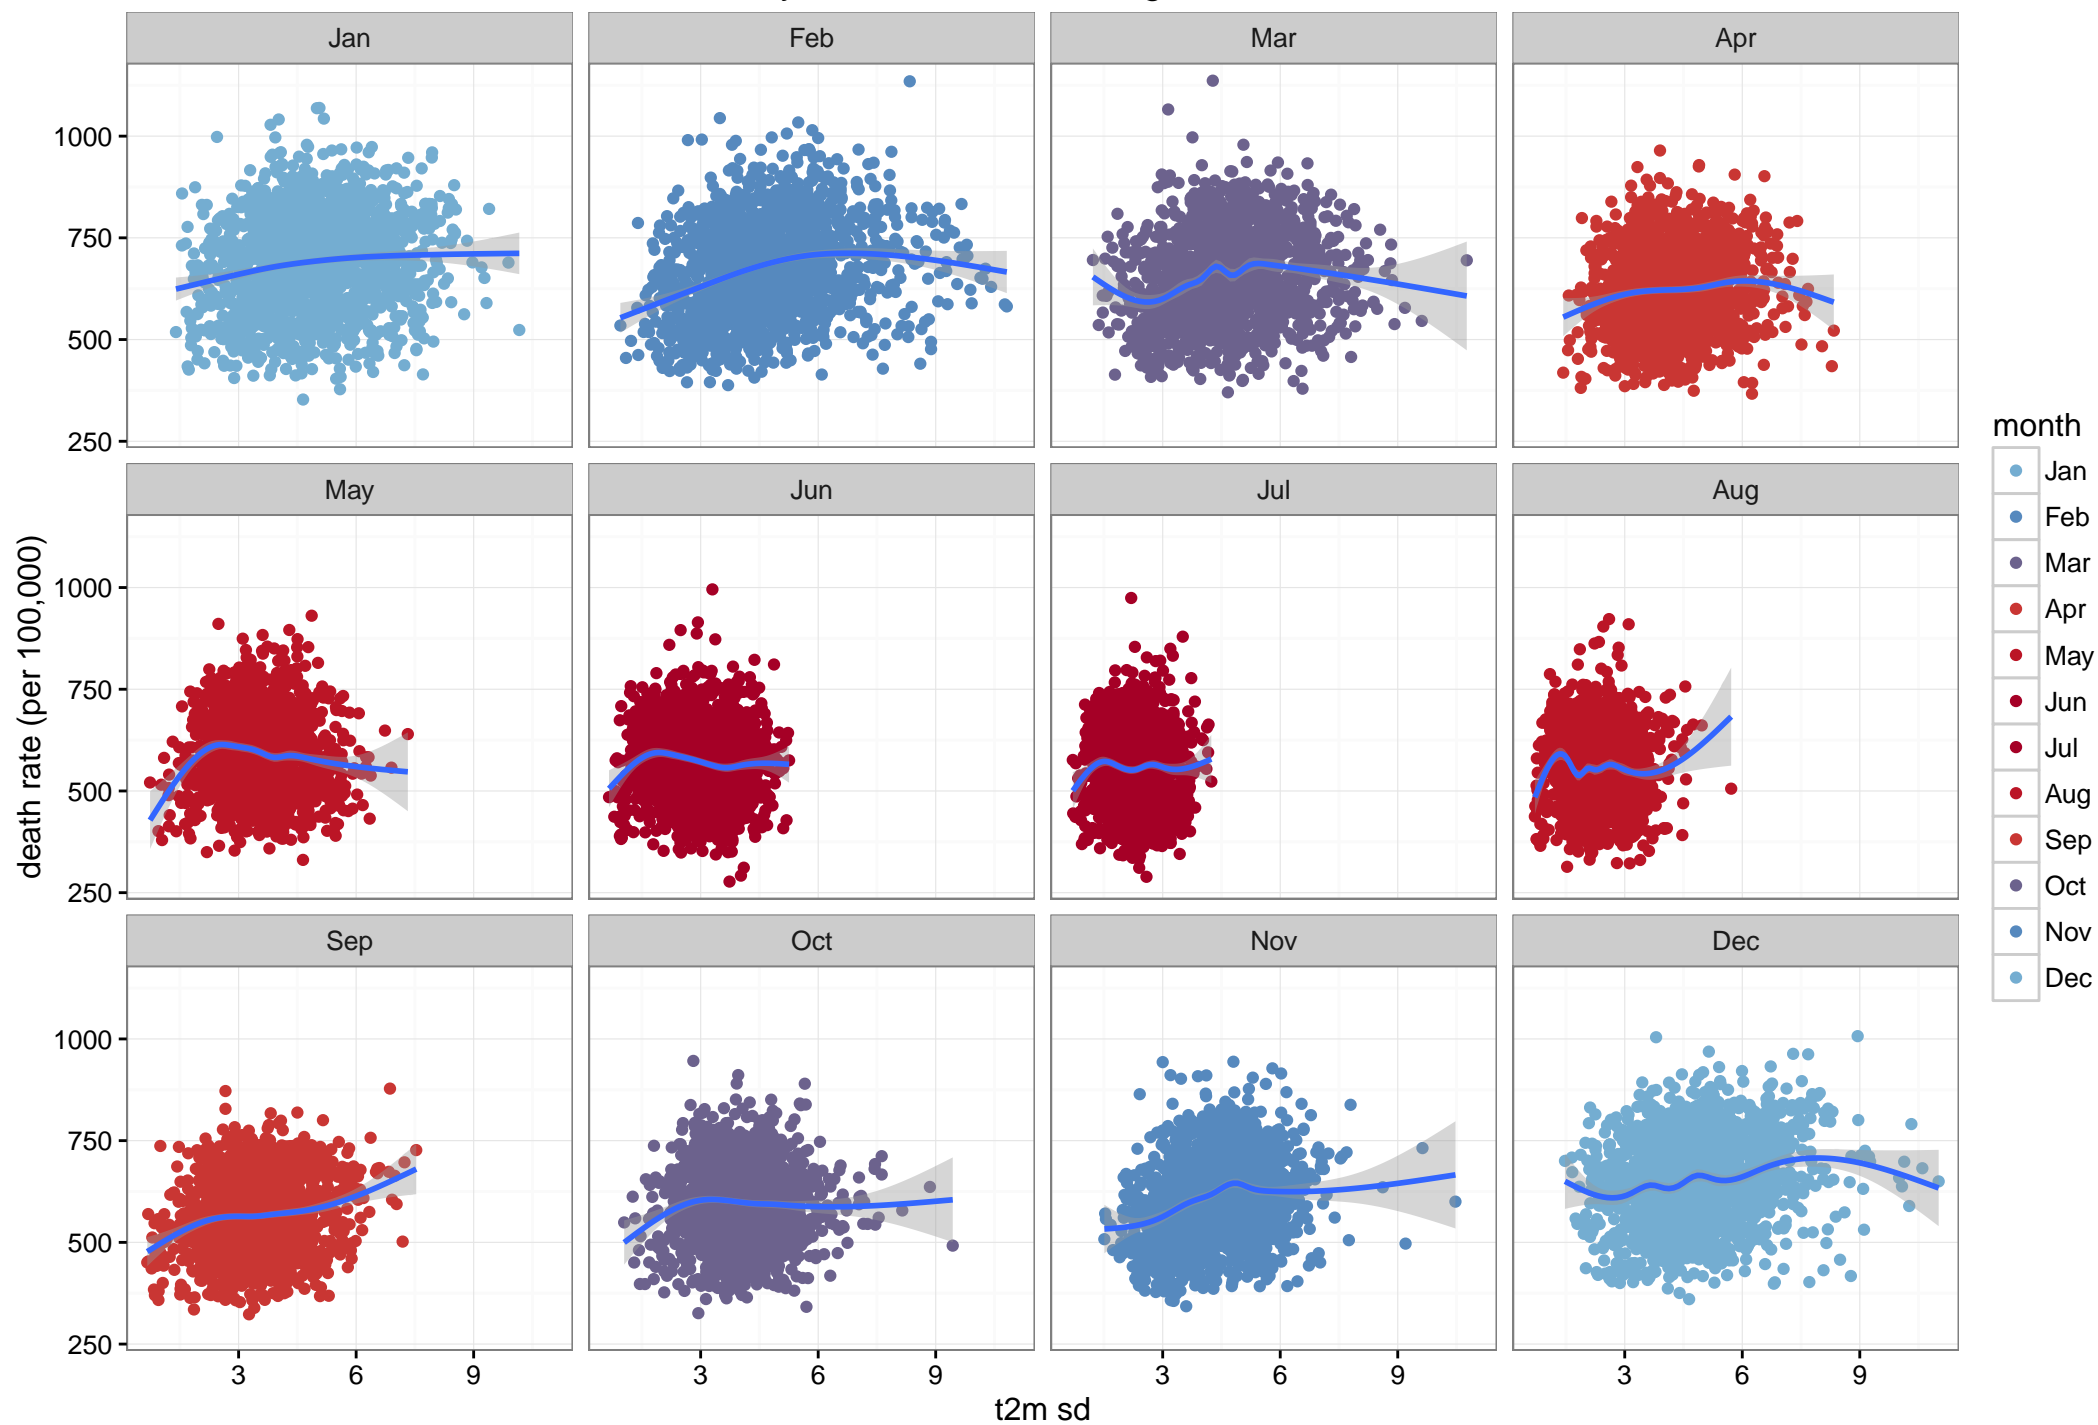 Jan Feb Mar Apr
1000
750
500
250
May Jun Jul Aug
1000
750
500
250
Sep Oct Nov Dec
1000
750
500
250
3 6 9 3 6 9 3 6 9 3 6 9
t2m sd
death rate (per 100,000)
month
Jan
Feb
Mar
Apr
May
Jun
Jul
Aug
Sep
Oct
Nov
Dec